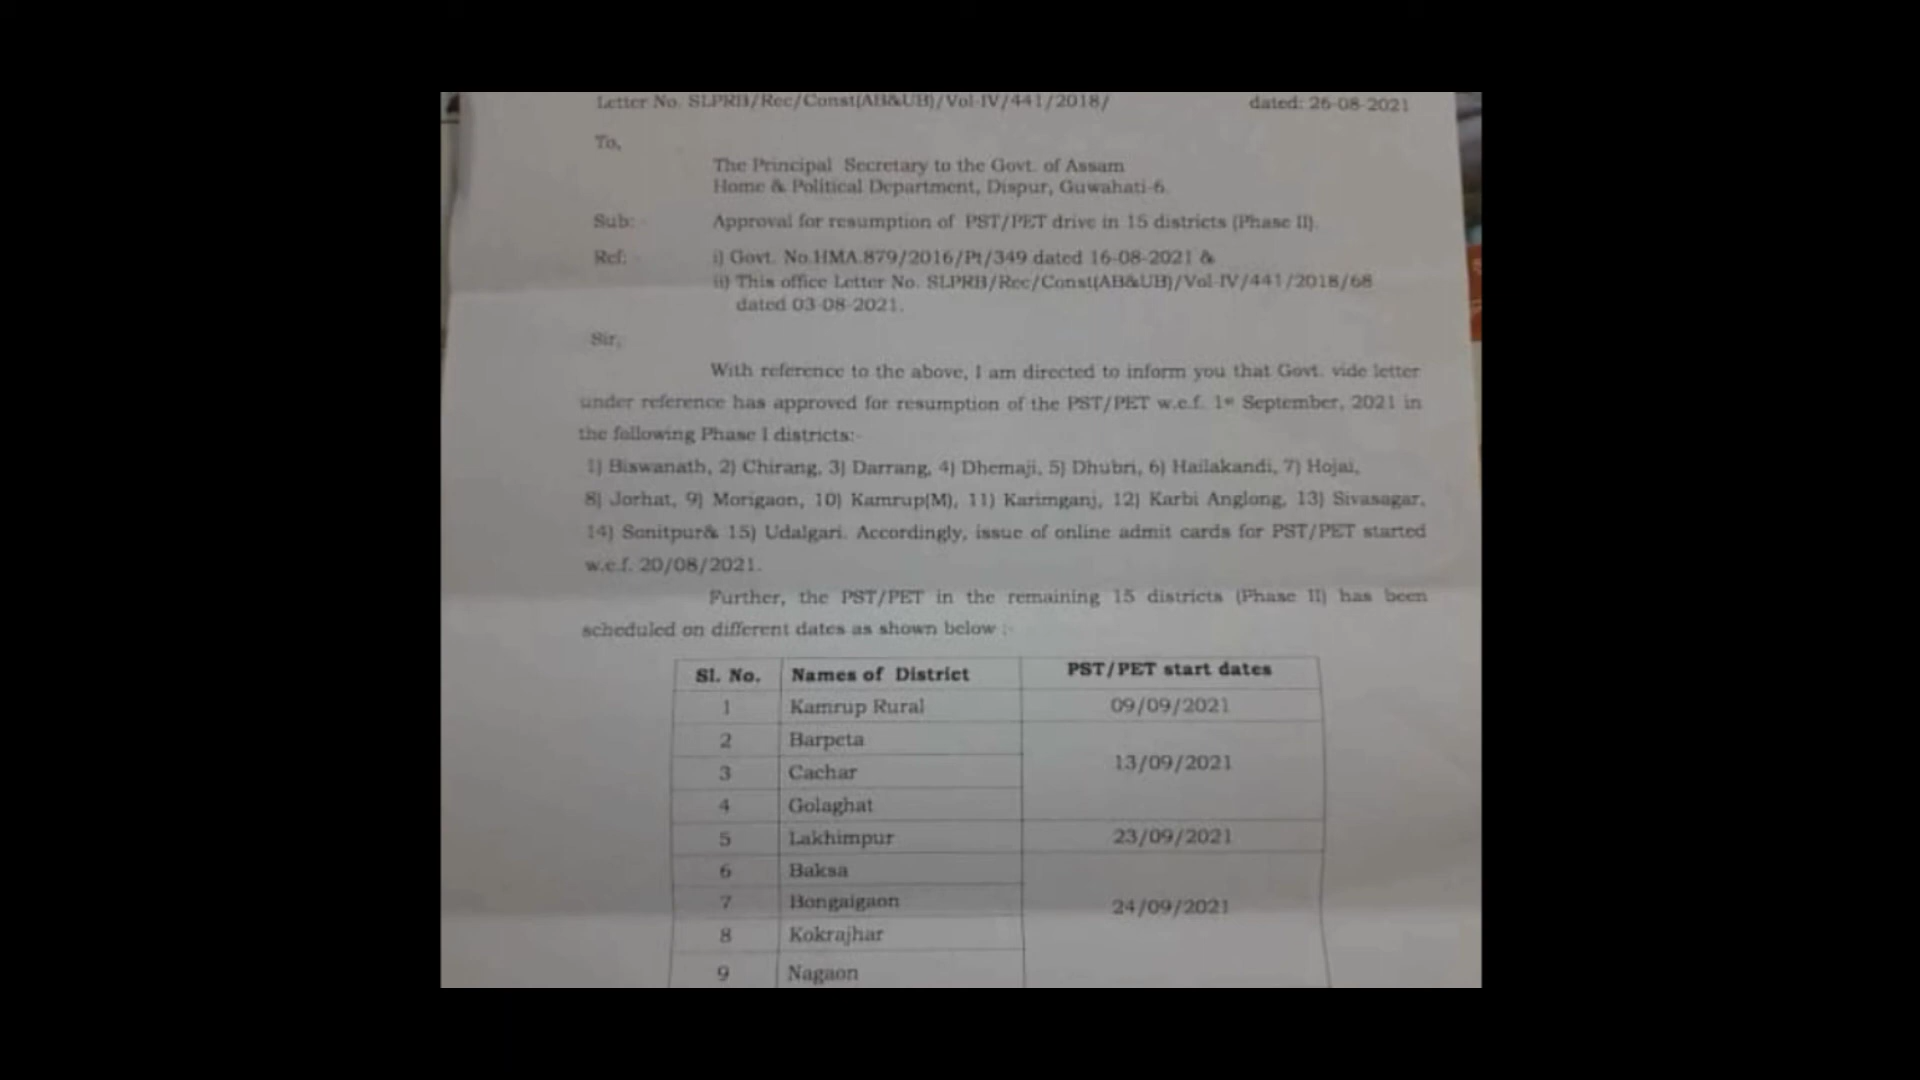 Letter No. SLPRB/Rec/Const(AB&UB)/Vol-IV/441/2018/ dated: 26-08-2021
To,
The Principal Secretary to the Govt. of Assam
Home & Political Department, Dispur, Guwahati-6.
Sub:- Approval for resumption of PST/PET drive in 15 districts (Phase II).
Ref: i) Govt. No.HMA.879/2016/Pt/349 dated 16-08-2021 &
ii) This office Letter No. SLPRB/Rec/Const(AB&UB)/Vol-IV/441/2018/68
dated 03-08-2021.
Sir,
With reference to the above, I am directed to inform you that Govt. vide letter
under reference has approved for resumption of the PST/PET w.e.f. 1st September, 2021 in
the following Phase I districts:-
1) Biswanath, 2) Chirang, 3) Darrang, 4) Dhemaji, 5) Dhubri, 6) Hailakandi, 7) Hojai,
8) Jorhat, 9) Morigaon, 10) Kamrup(M), 11) Karimganj, 12) Karbi Anglong, 13) Sivasagar,
14) Sonitpur& 15) Udalgari. Accordingly, issue of online admit cards for PST/PET started
w.e.f. 20/08/2021.
Further, the PST/PET in the remaining 15 districts (Phase II) has been
scheduled on different dates as shown below :-
Sl. No. Names of District PST/PET start dates
1 Kamrup Rural 09/09/2021
2 Barpeta
3 Cachar 13/09/2021
4 Golaghat
5 Lakhimpur 23/09/2021
6 Baksa
7 Bongaigaon 24/09/2021
8 Kokrajhar
9 Nagaon